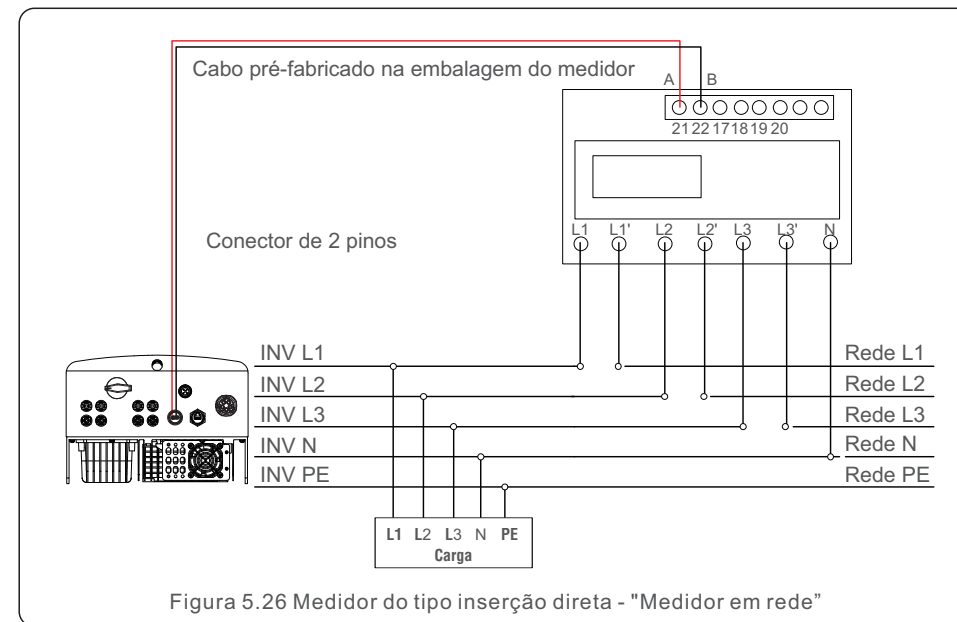 Cabo pré-fabricado na embalagem do medidor
A B
21 22 17 18 19 20
L1 L1' L2 L2' L3 L3' N
Conector de 2 pinos
INV L1
INV L2
INV L3
INV N
INV PE
Rede L1
Rede L2
Rede L3
Rede N
Rede PE
L1 L2 L3 N PE
Carga
Figura 5.26 Medidor do tipo inserção direta - "Medidor em rede”